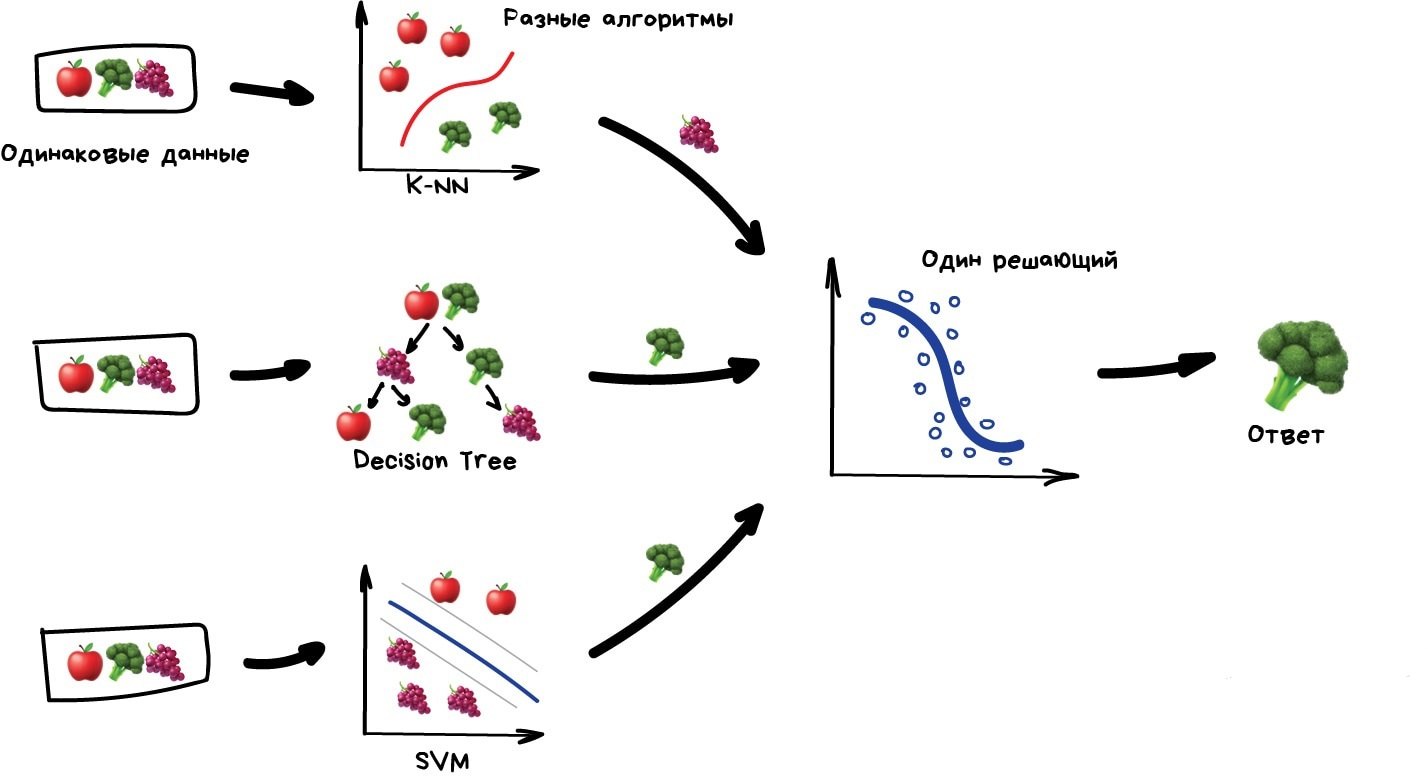 Разные алгоритмы
Одинаковые данные
K-NN
Один решающий
Ответ
Decision Tree
SVM